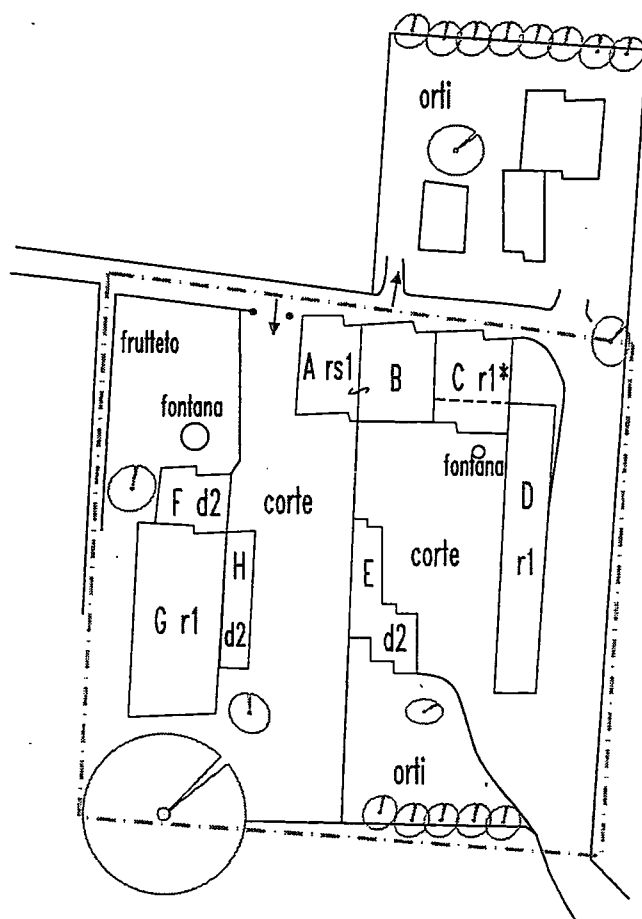 orti
frutteto
A rs1
B
C r1*
fontana
fontana
F d2
corte
D
r1
H
d2
corte
E
d2
G r1
orti